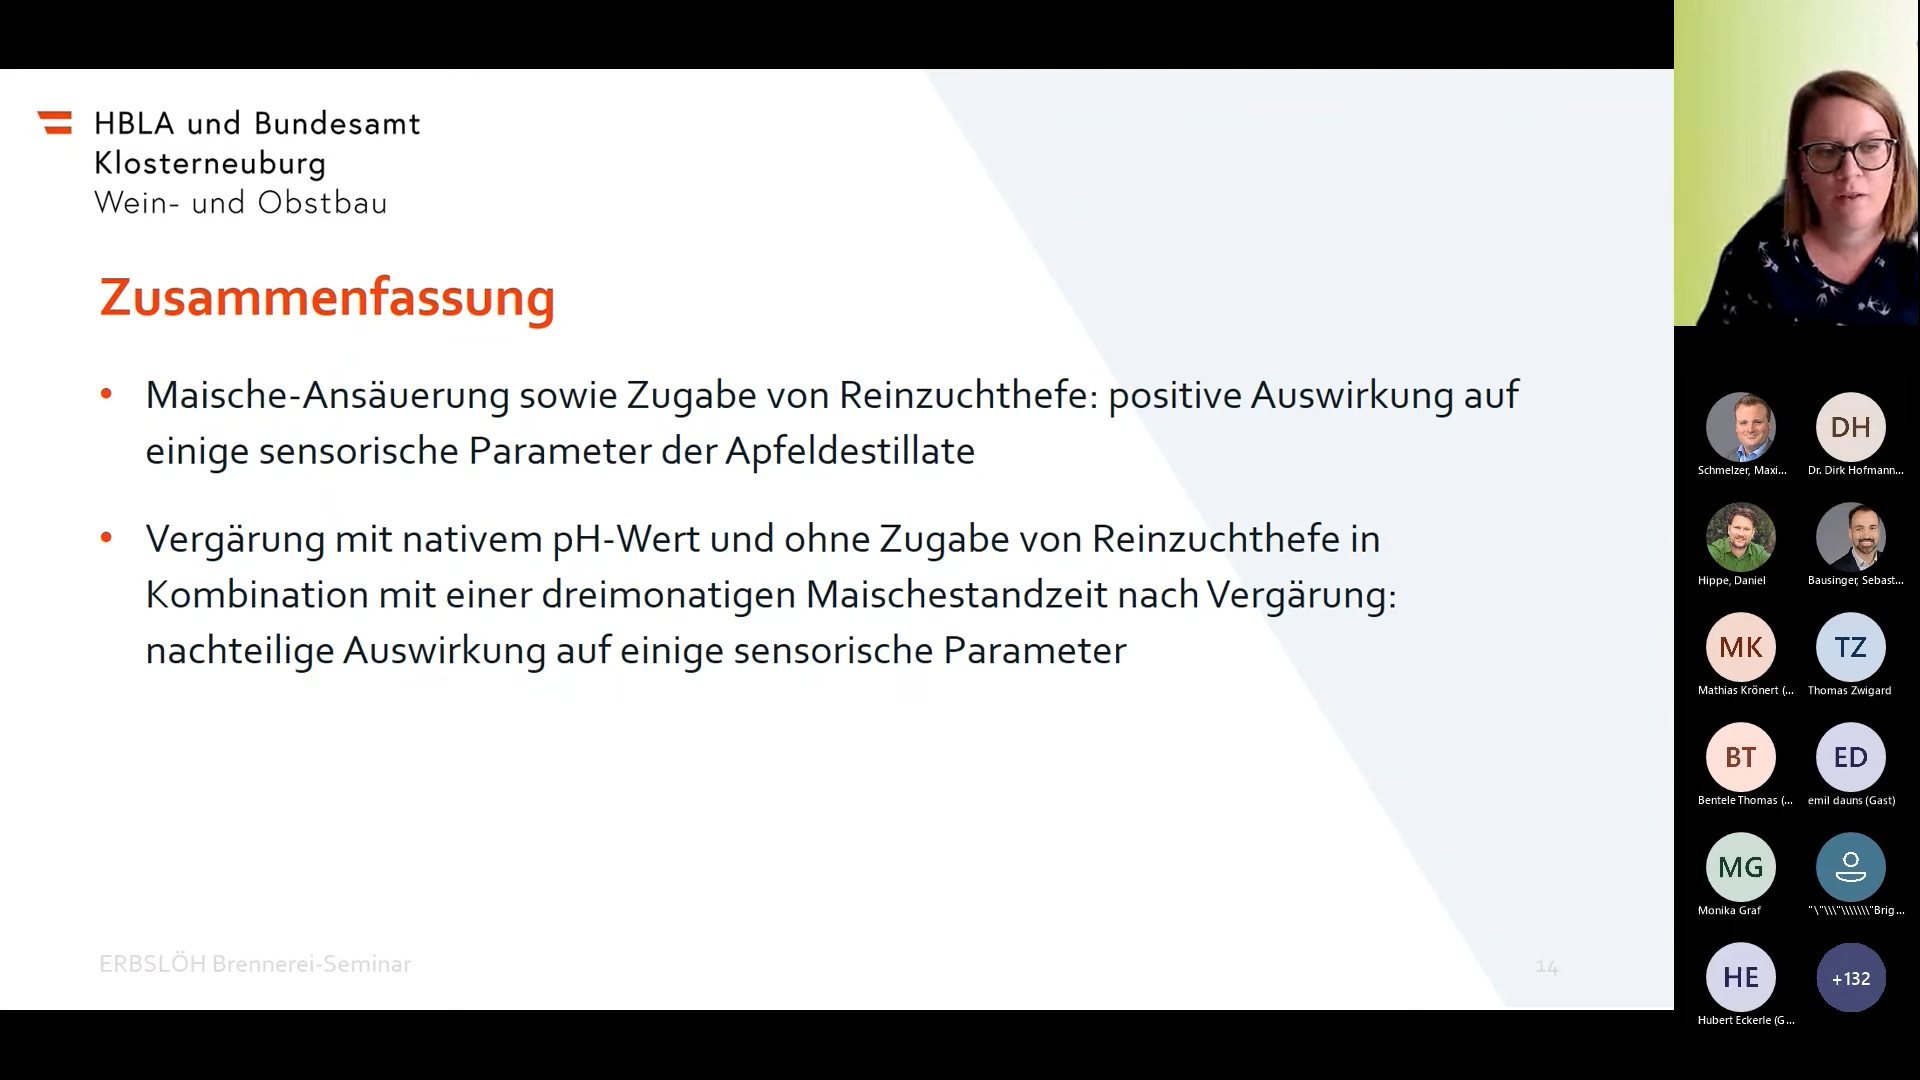 HBLA und Bundesamt
Klosterneuburg
Wein- und Obstbau
Zusammenfassung
• Maische-Ansäuerung sowie Zugabe von Reinzuchthefe: positive Auswirkung auf
einige sensorische Parameter der Apfeldestillate
• Vergärung mit nativem pH-Wert und ohne Zugabe von Reinzuchthefe in
Kombination mit einer dreimonatigen Maischestandzeit nach Vergärung:
nachteilige Auswirkung auf einige sensorische Parameter
ERBSLÖH Brennerei-Seminar
14
Schmelzer, Maxi...
DH
Dr. Dirk Hofmann...
Hippe, Daniel
Bausinger, Sebast...
MK
Mathias Krönert (...
TZ
Thomas Zwigard
BT
Bentele Thomas (...
ED
emil dauns (Gast)
MG
Monika Graf
"\"\\\"\\\\\\\"Brig...
HE
Hubert Eckerle (G...
+132